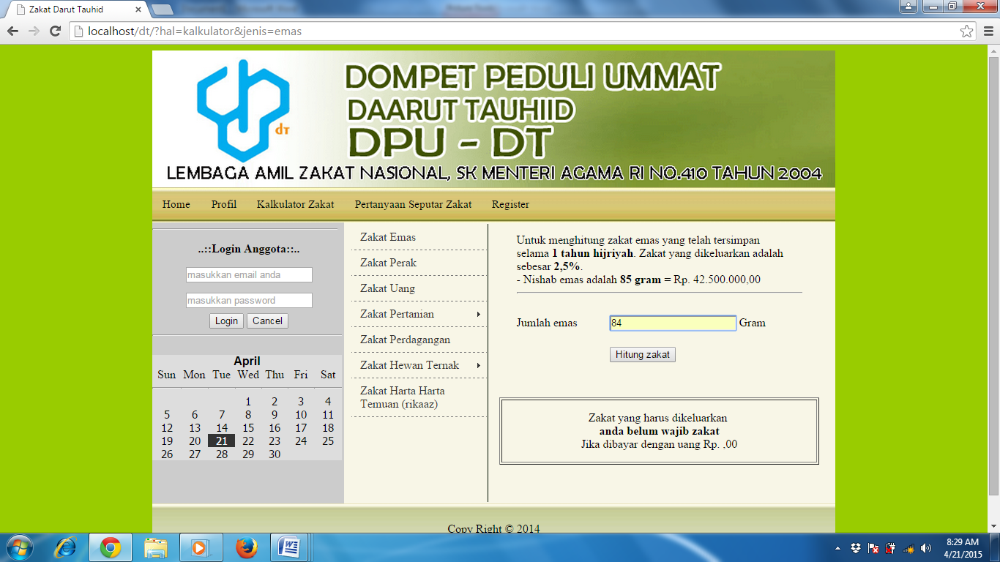 Zakat Darut Tauhid
localhost/dt/?hal=kalkulator&jenis=emas
DOMPET PEDULI UMMAT
DAARUT TAUHIID
DPU - DT
dT
LEMBAGA AMIL ZAKAT NASIONAL, SK MENTERI AGAMA RI NO.410 TAHUN 2004
Home Profil Kalkulator Zakat Pertanyaan Seputar Zakat Register
..::Login Anggota::..
masukkan email anda
masukkan password
Login Cancel
April
Sun Mon Tue Wed Thu Fri Sat
1 2 3 4
5 6 7 8 9 10 11
12 13 14 15 16 17 18
19 20 21 22 23 24 25
26 27 28 29 30
Zakat Emas
Zakat Perak
Zakat Uang
Zakat Pertanian
Zakat Perdagangan
Zakat Hewan Ternak
Zakat Harta Harta
Temuan (rikaaz)
Untuk menghitung zakat emas yang telah tersimpan
selama 1 tahun hijriyah. Zakat yang dikeluarkan adalah
sebesar 2,5%.
- Nishab emas adalah 85 gram = Rp. 42.500.000,00
Jumlah emas 84 Gram
Hitung zakat
Zakat yang harus dikeluarkan
anda belum wajib zakat
Jika dibayar dengan uang Rp. ,00
Copy Right © 2014
8:29 AM
4/21/2015